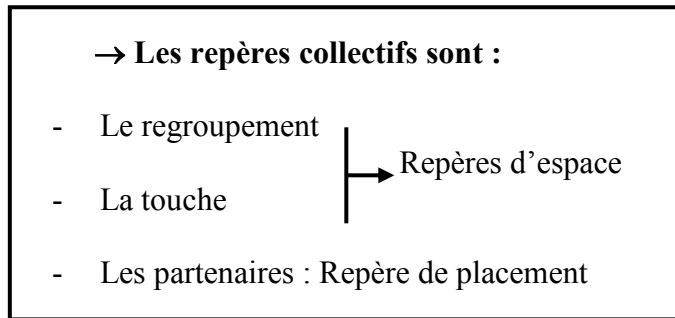 → Les repères collectifs sont :
- Le regroupement
Repères d’espace
- La touche
- Les partenaires : Repère de placement